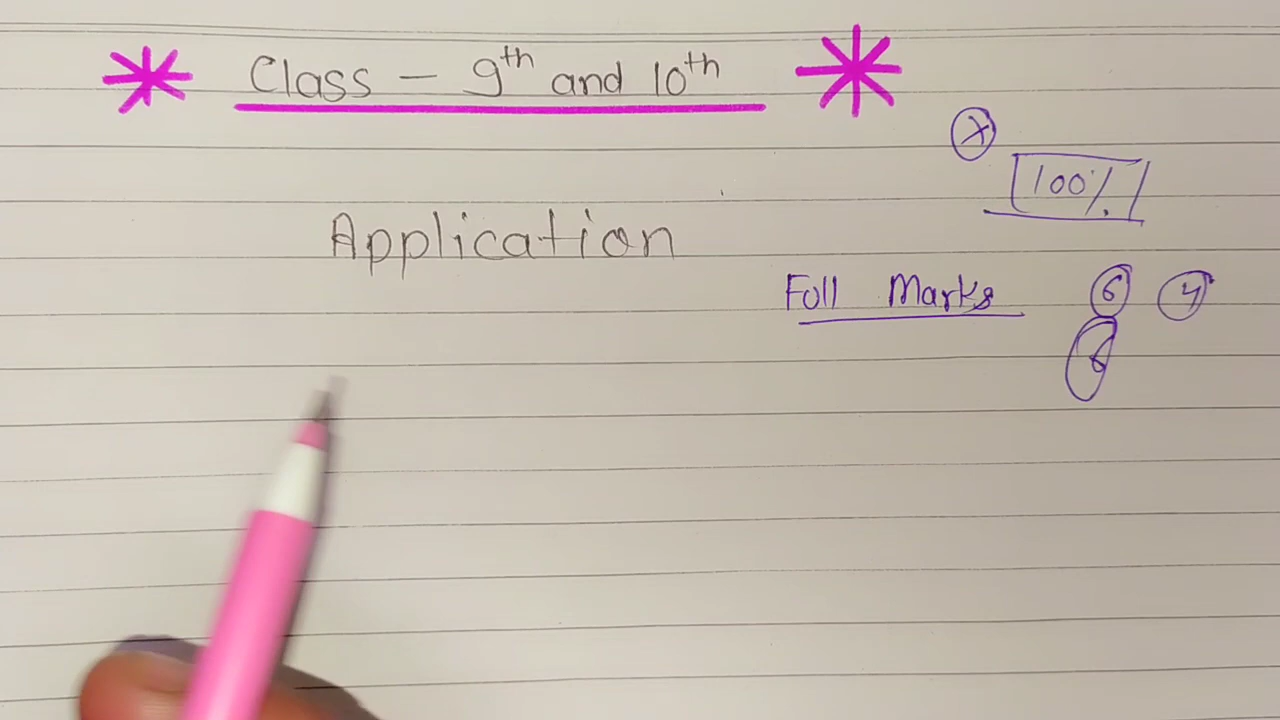 Class - 9th and 10th
100%
Application
Full Marks 6 4
6